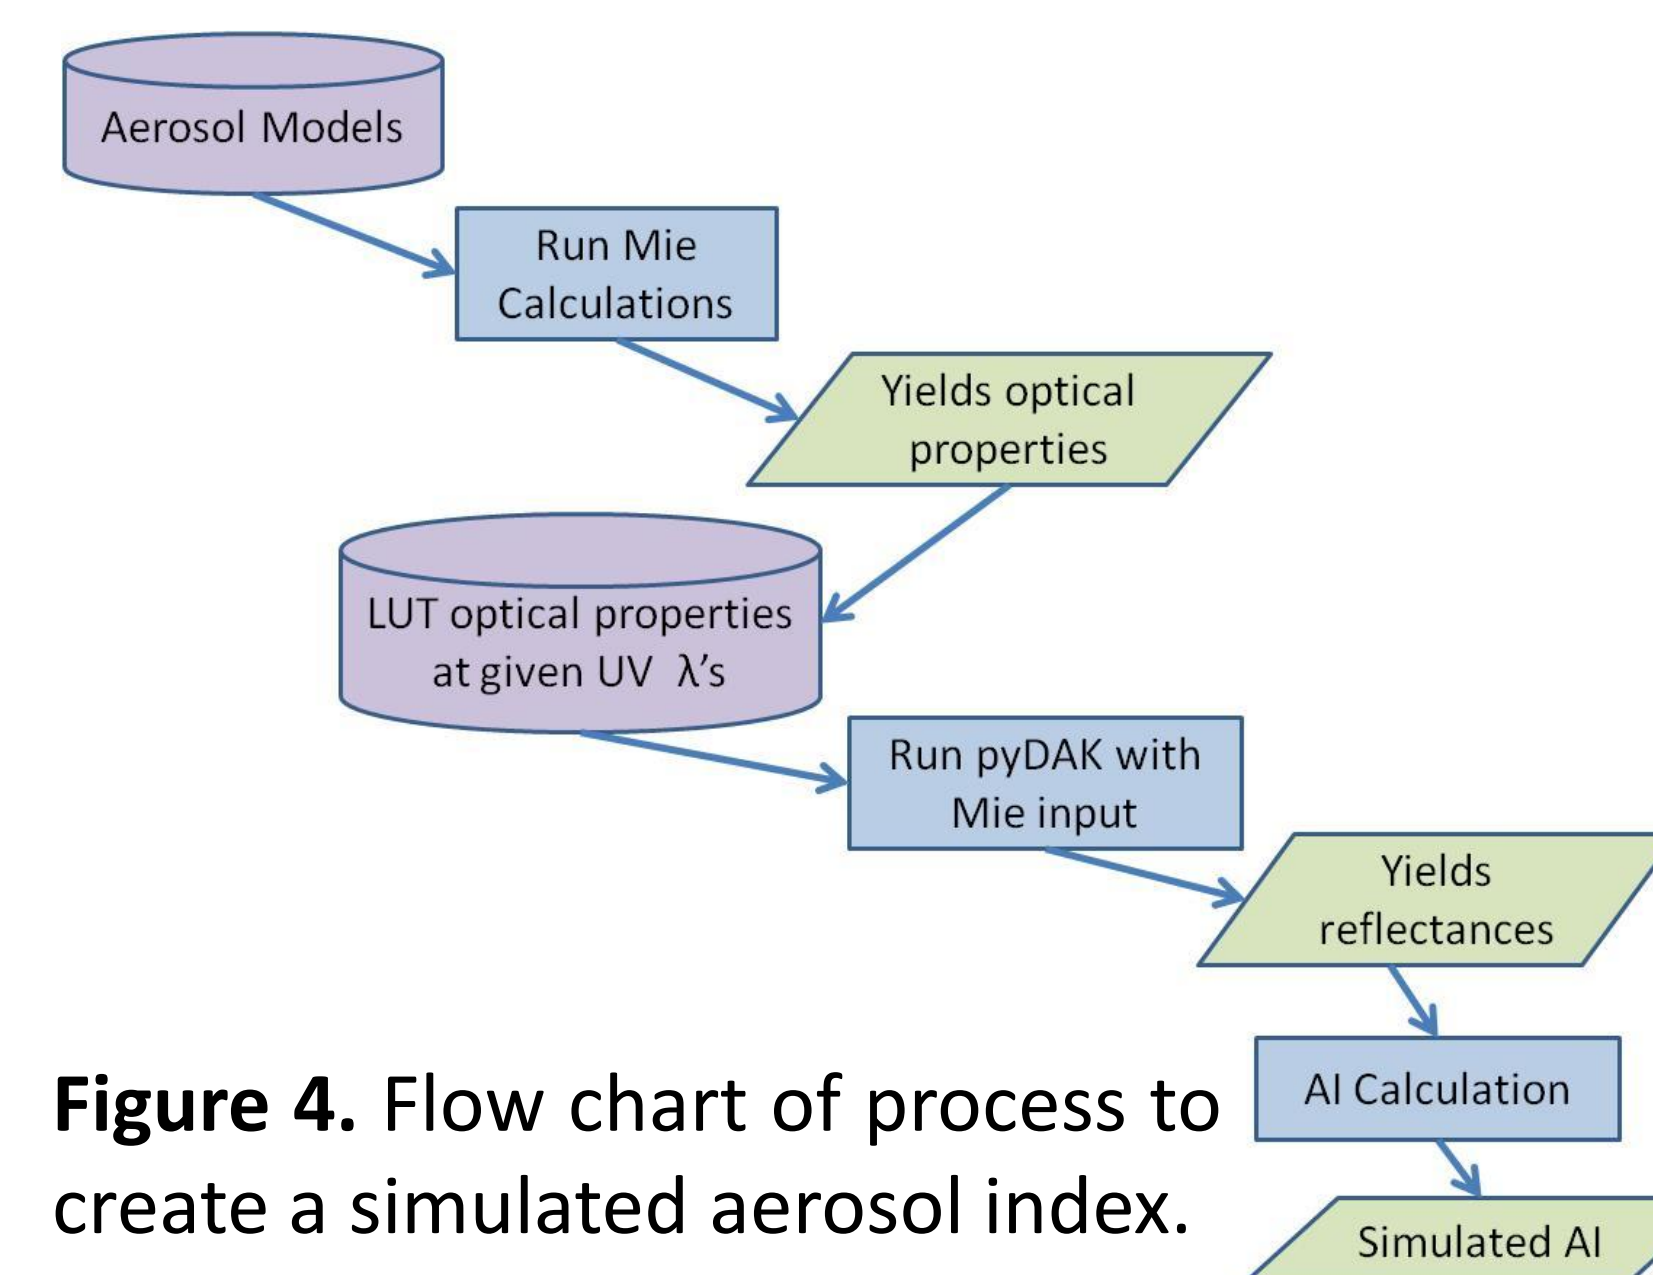 Aerosol Models
Run Mie
Calculations
Yields optical
properties
LUT optical properties
at given UV λ’s
Run pyDAK with
Mie input
Yields
reflectances
AI Calculation
Simulated AI
Figure 4. Flow chart of process to
create a simulated aerosol index.